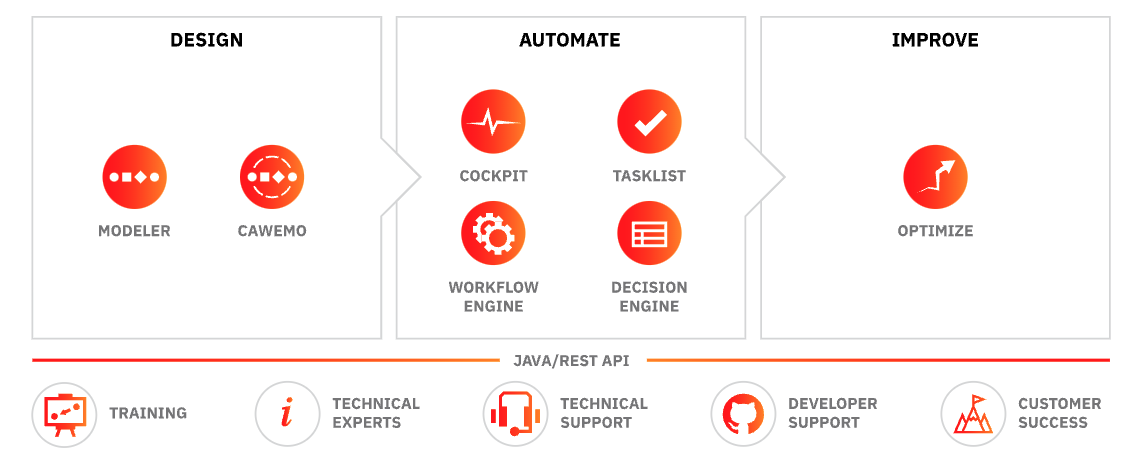 DESIGN
MODELER
CAWEMO
AUTOMATE
COCKPIT
TASKLIST
WORKFLOW
ENGINE
DECISION
ENGINE
IMPROVE
OPTIMIZE
JAVA/REST API
TRAINING
i
TECHNICAL
EXPERTS
TECHNICAL
SUPPORT
DEVELOPER
SUPPORT
CUSTOMER
SUCCESS